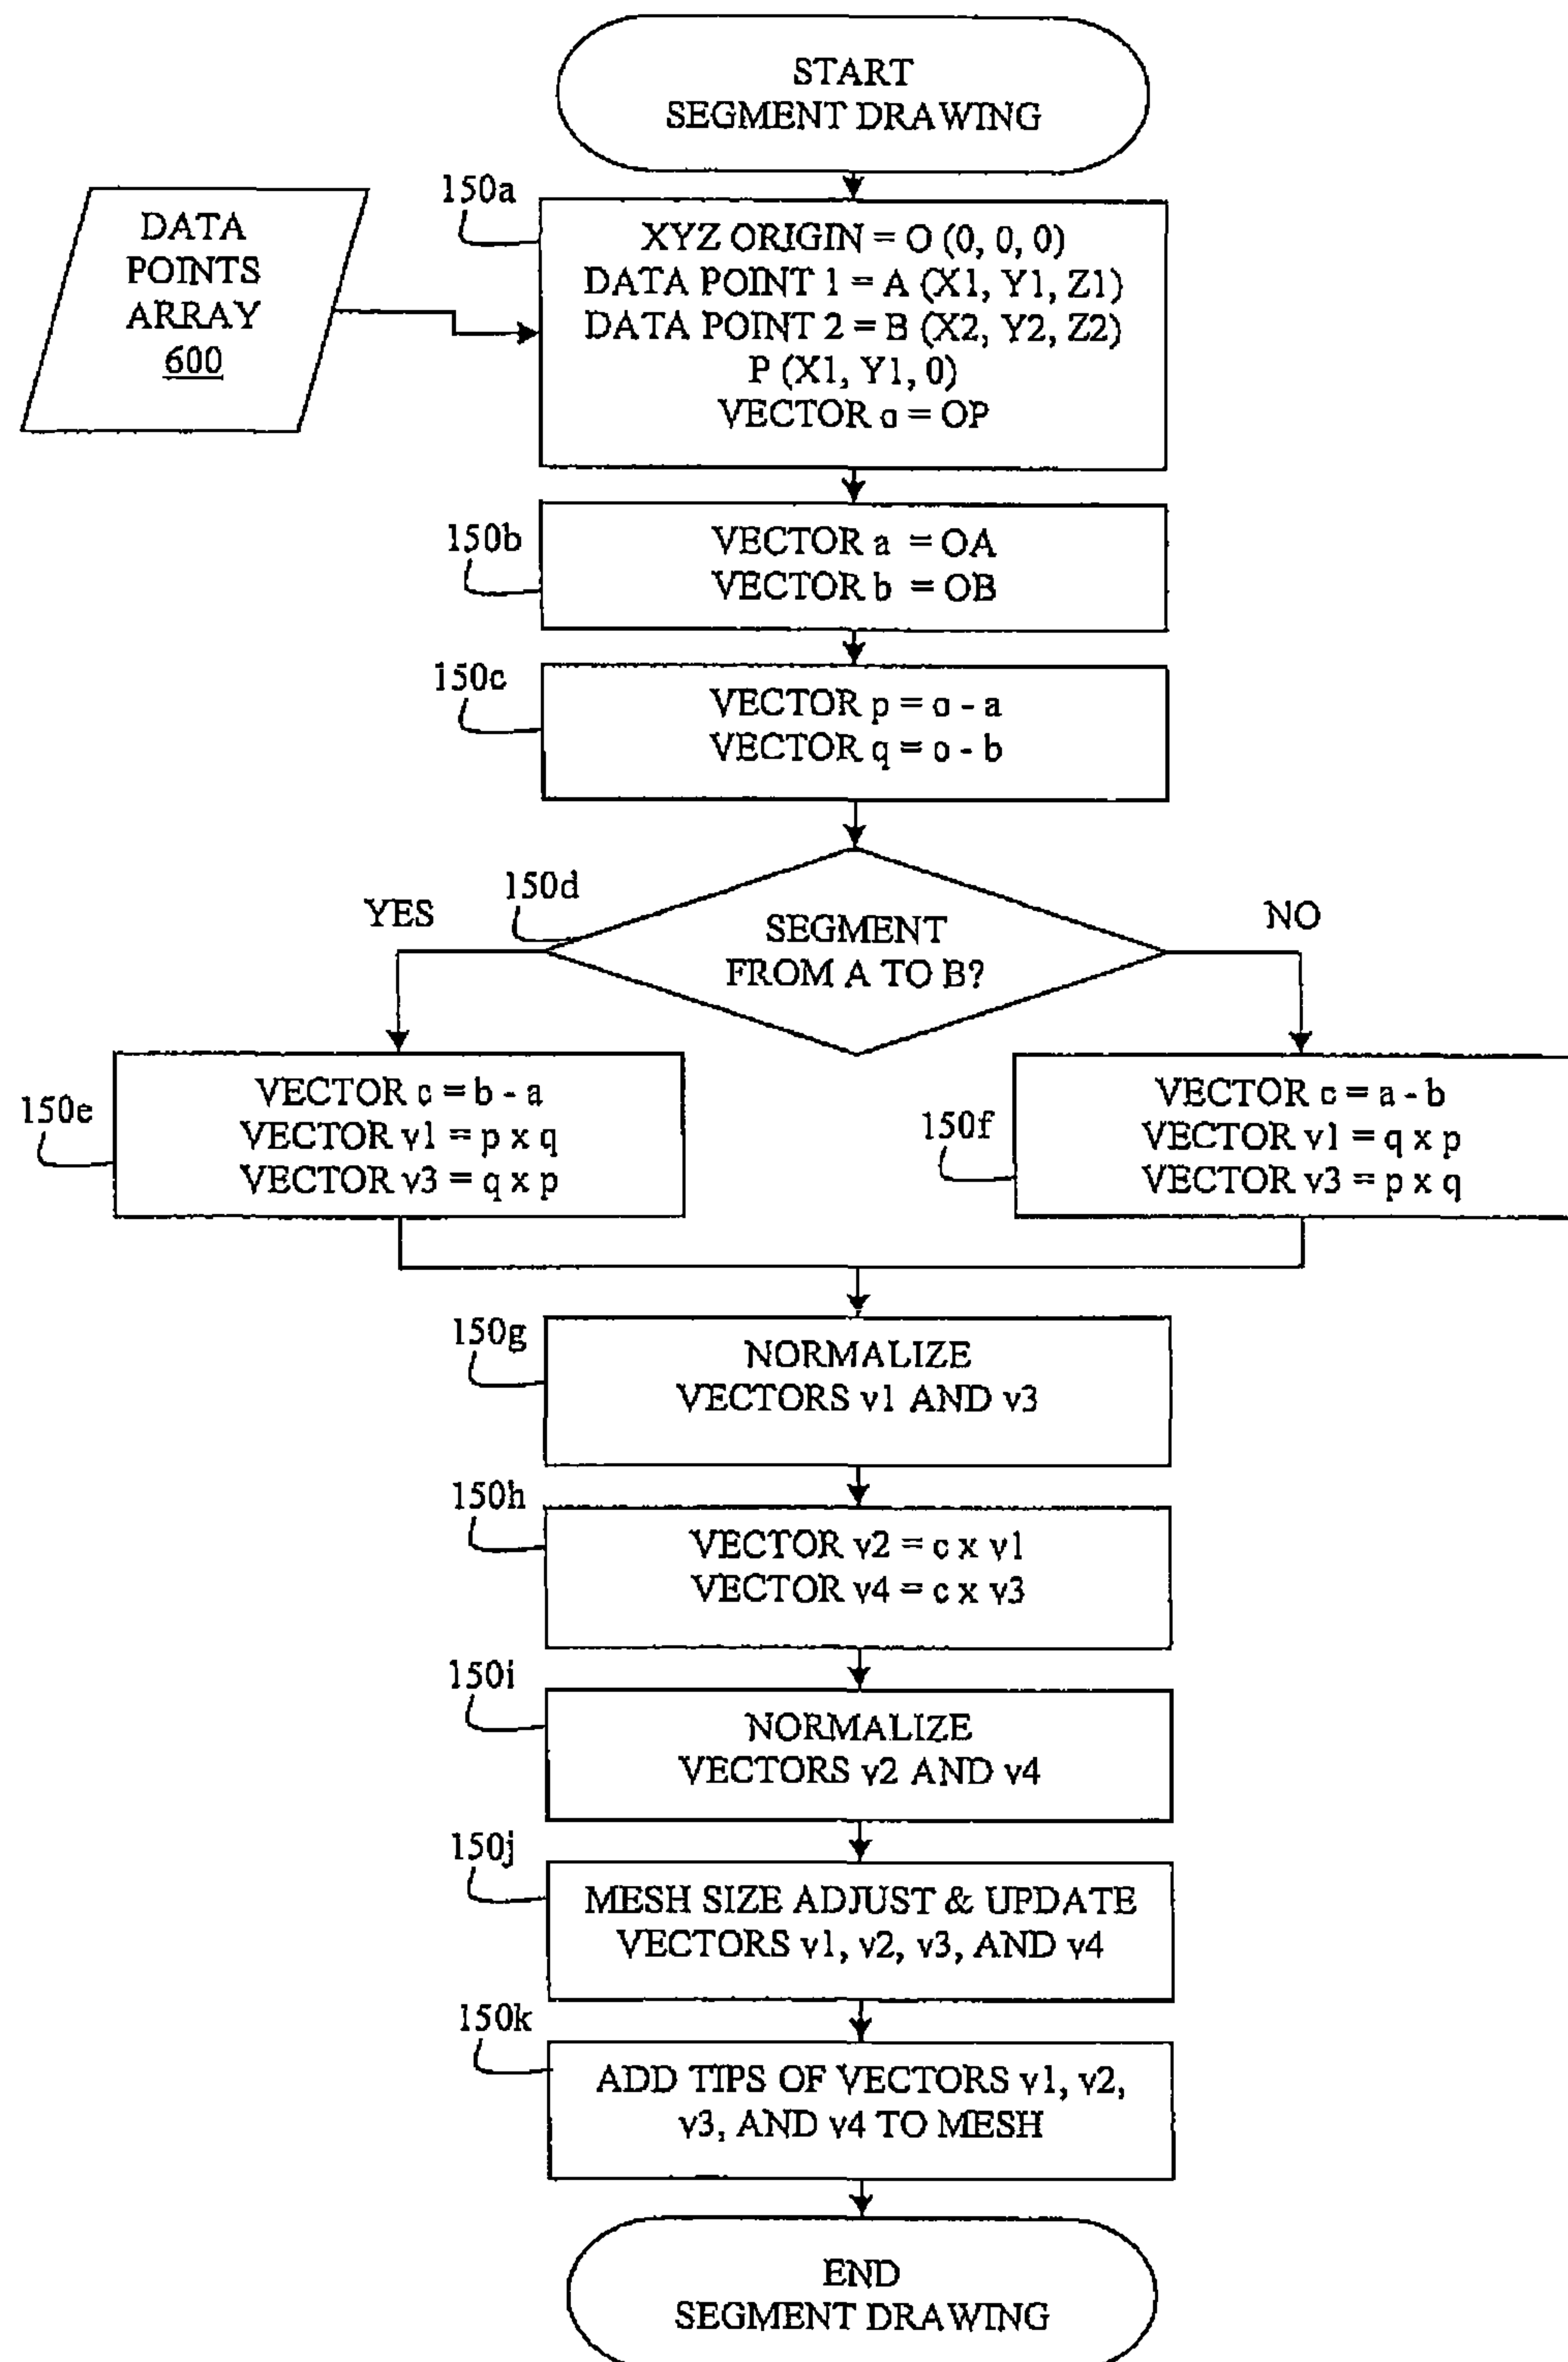 START
SEGMENT DRAWING
DATA
POINTS
ARRAY
600
150a
XYZ ORIGIN = O (0, 0, 0)
DATA POINT 1 = A (X1, Y1, Z1)
DATA POINT 2 = B (X2, Y2, Z2)
P (X1, Y1, 0)
VECTOR o = OP
150b
VECTOR a = OA
VECTOR b = OB
150c
VECTOR p = o - a
VECTOR q = o - b
150d
YES
SEGMENT
FROM A TO B?
NO
150e
VECTOR c = b - a
VECTOR v1 = p x q
VECTOR v3 = q x p
150f
VECTOR c = a - b
VECTOR v1 = q x p
VECTOR v3 = p x q
150g
NORMALIZE
VECTORS v1 AND v3
150h
VECTOR v2 = c x v1
VECTOR v4 = c x v3
150i
NORMALIZE
VECTORS v2 AND v4
150j
MESH SIZE ADJUST & UPDATE
VECTORS v1, v2, v3, AND v4
150k
ADD TIPS OF VECTORS v1, v2,
v3, AND v4 TO MESH
END
SEGMENT DRAWING